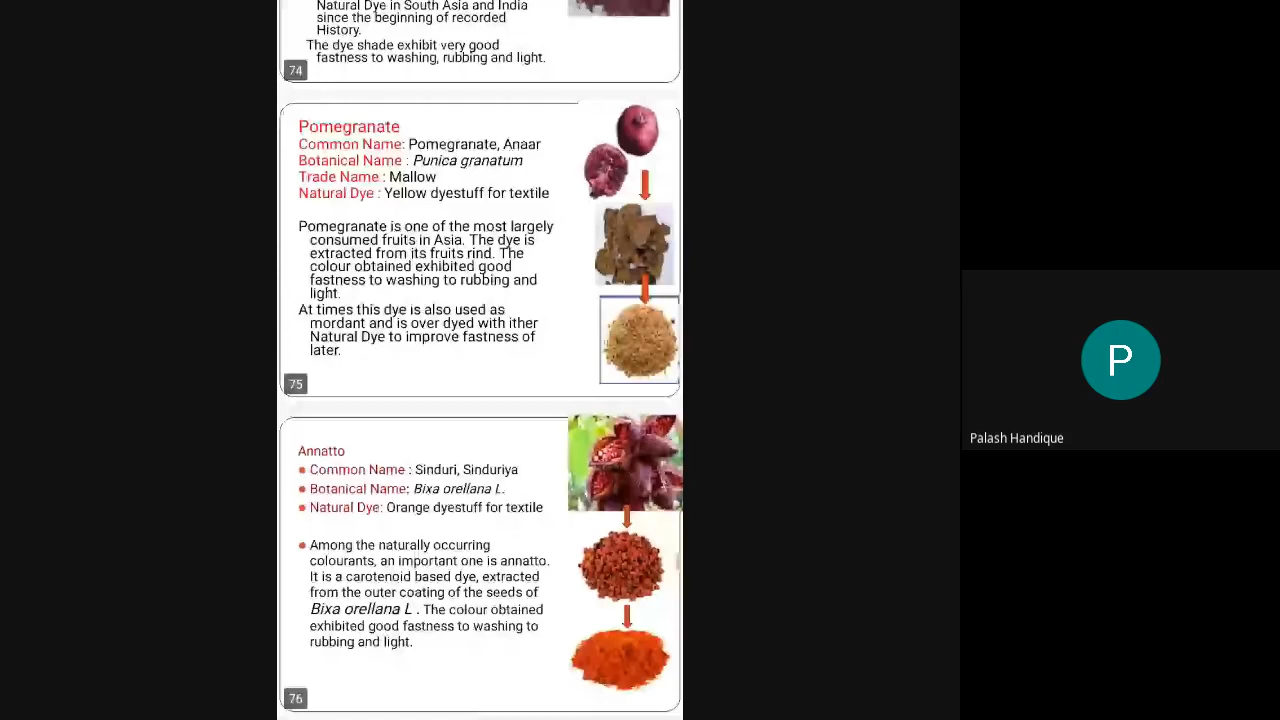 Natural Dye in South Asia and India
since the beginning of recorded
History.
The dye shade exhibit very good
fastness to washing, rubbing and light.
74
Pomegranate
Common Name: Pomegranate, Anaar
Botanical Name : Punica granatum
Trade Name : Mallow
Natural Dye : Yellow dyestuff for textile
Pomegranate is one of the most largely
consumed fruits in Asia. The dye is
extracted from its fruits rind. The
colour obtained exhibited good
fastness to washing to rubbing and
light.
At times this dye is also used as
mordant and is over dyed with ither
Natural Dye to improve fastness of
later.
75
Annatto
Common Name : Sinduri, Sinduriya
Botanical Name: Bixa orellana L.
Natural Dye: Orange dyestuff for textile
Among the naturally occurring
colourants, an important one is annatto.
It is a carotenoid based dye, extracted
from the outer coating of the seeds of
Bixa orellana L . The colour obtained
exhibited good fastness to washing to
rubbing and light.
76
P
Palash Handique